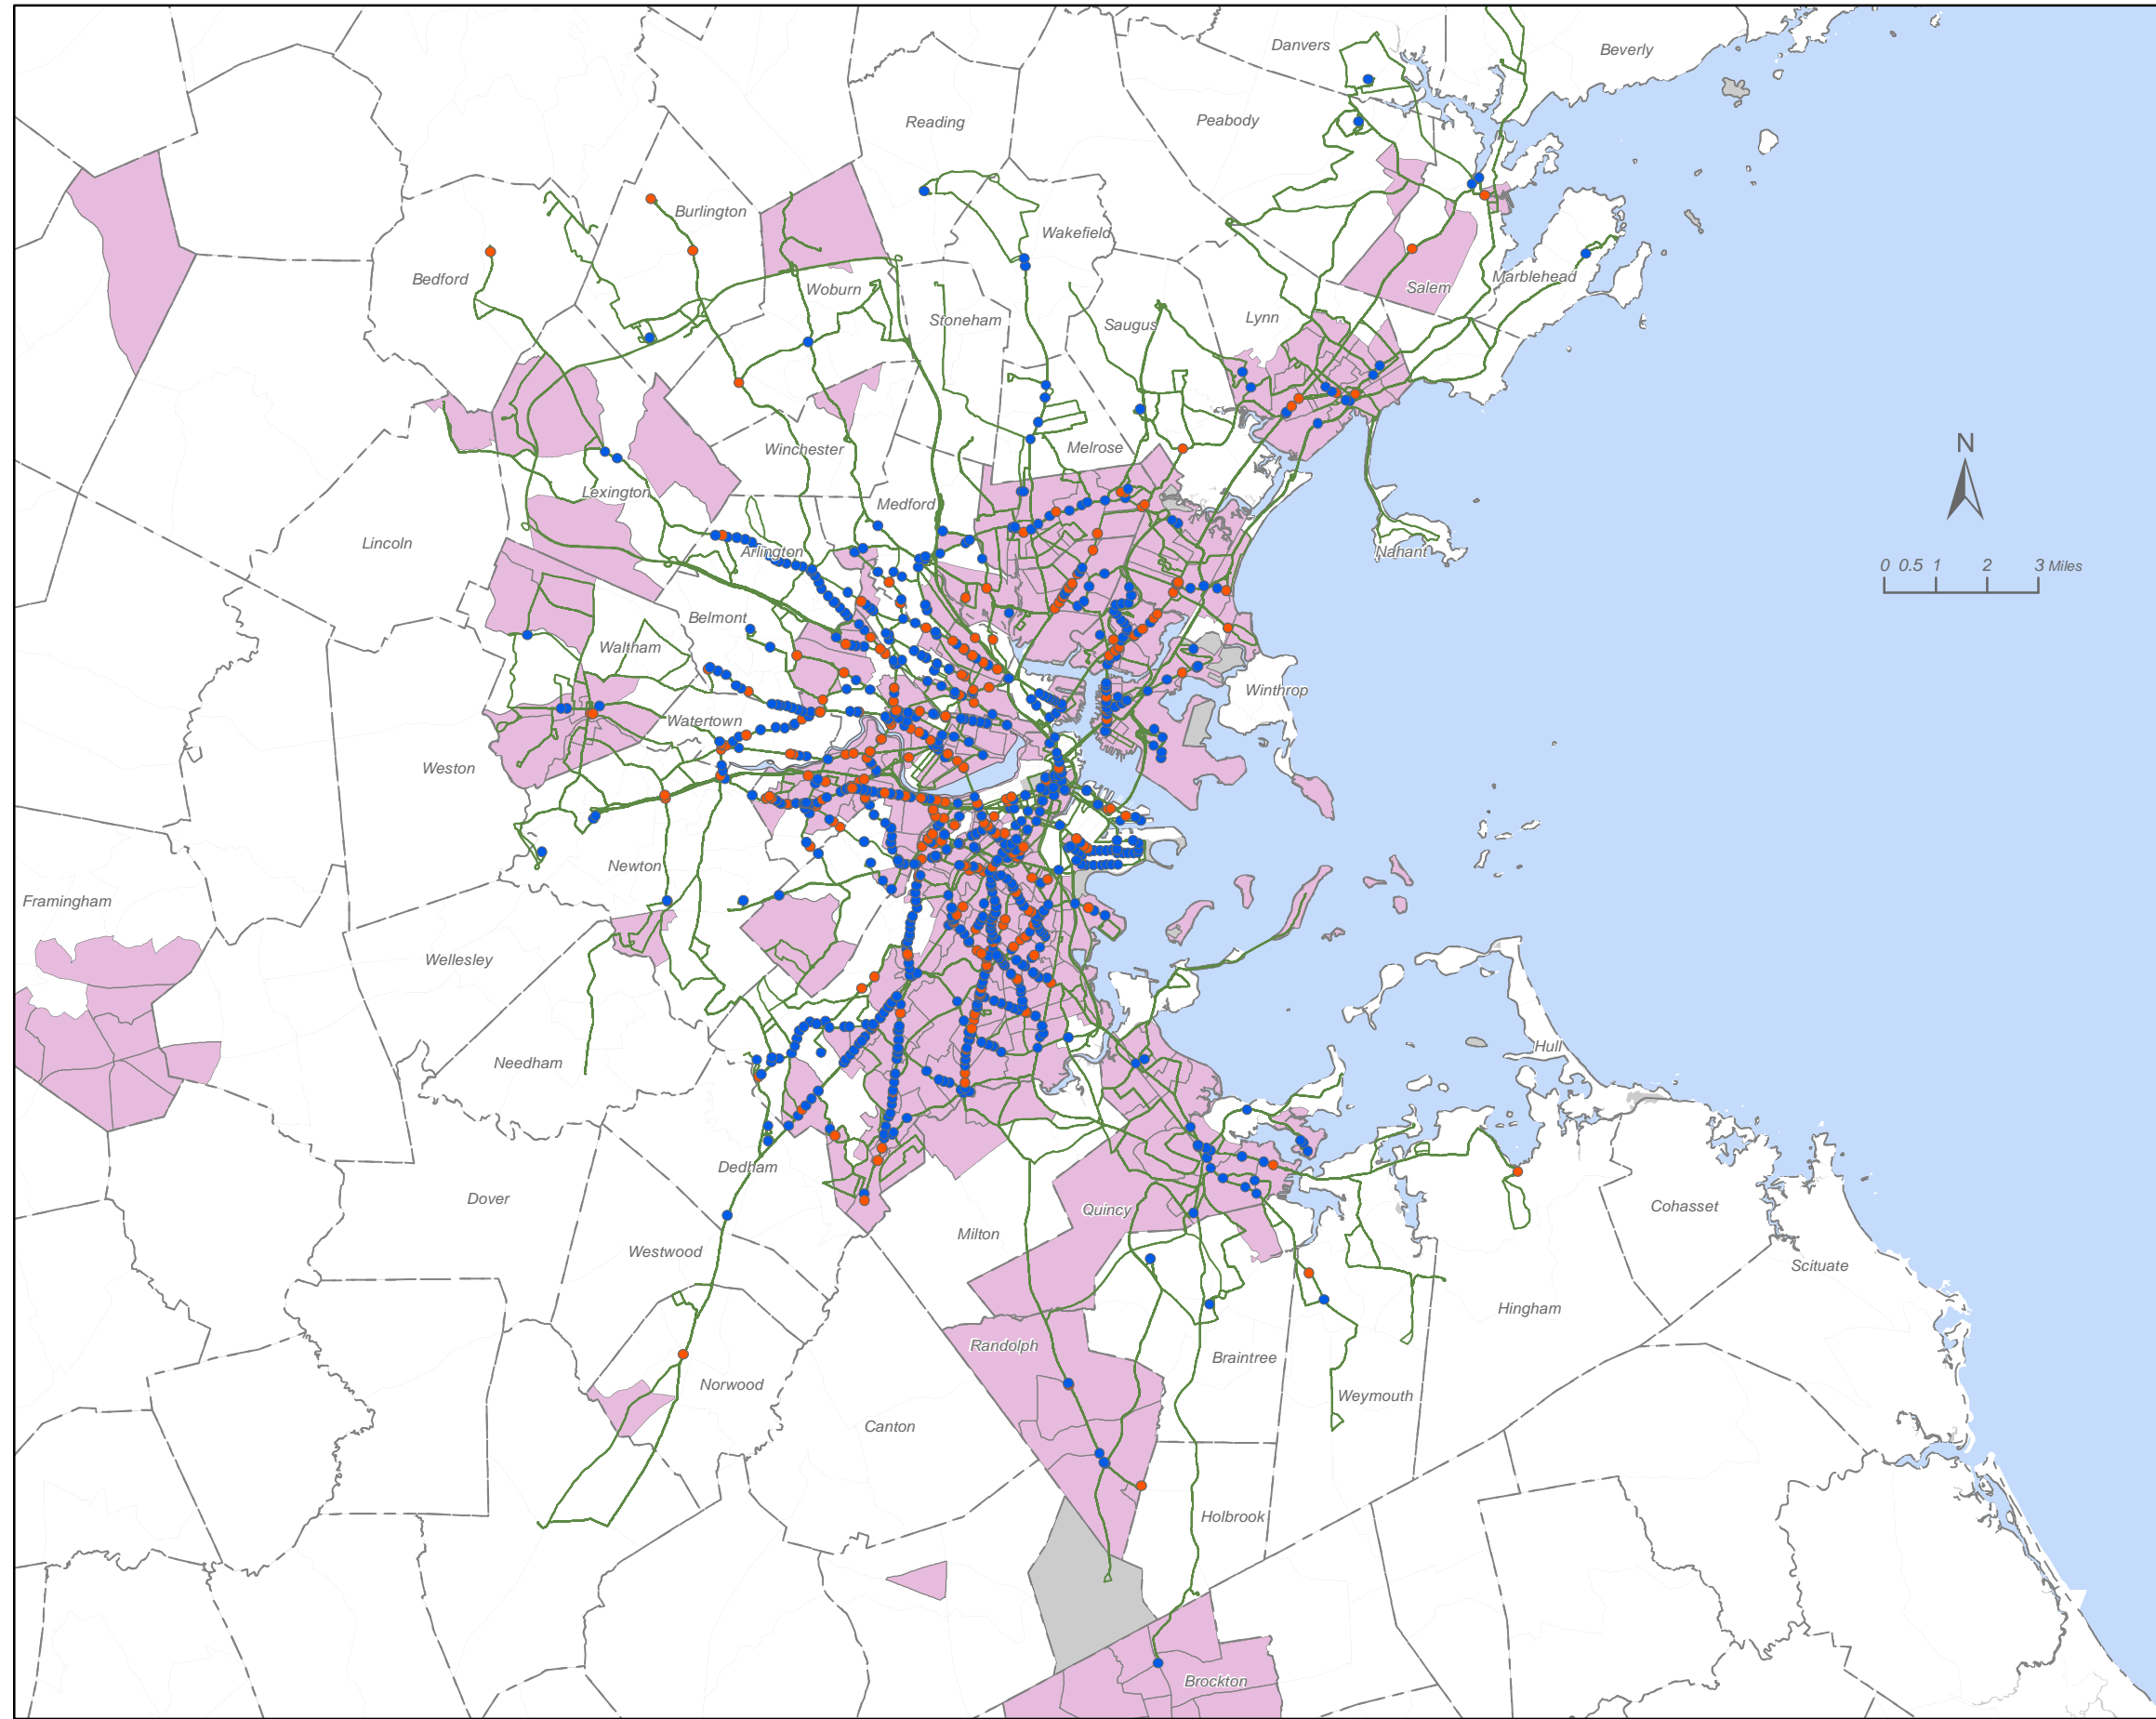 Danvers
Beverly
Reading
Peabody
Burlington
Wakefield
Bedford
Woburn
Marblehead
Salem
Stoneham
Saugus
Lynn
N
Winchester
Melrose
Lexington
Medford
Lincoln
Arlington
Nahant
0 0.5 1 2 3 Miles
Belmont
Waltham
Winthrop
Watertown
Weston
Newton
Framingham
Wellesley
Needham
Hull
Dedham
Dover
Quincy
Cohasset
Milton
Westwood
Scituate
Hingham
Randolph
Braintree
Norwood
Weymouth
Canton
Holbrook
Brockton